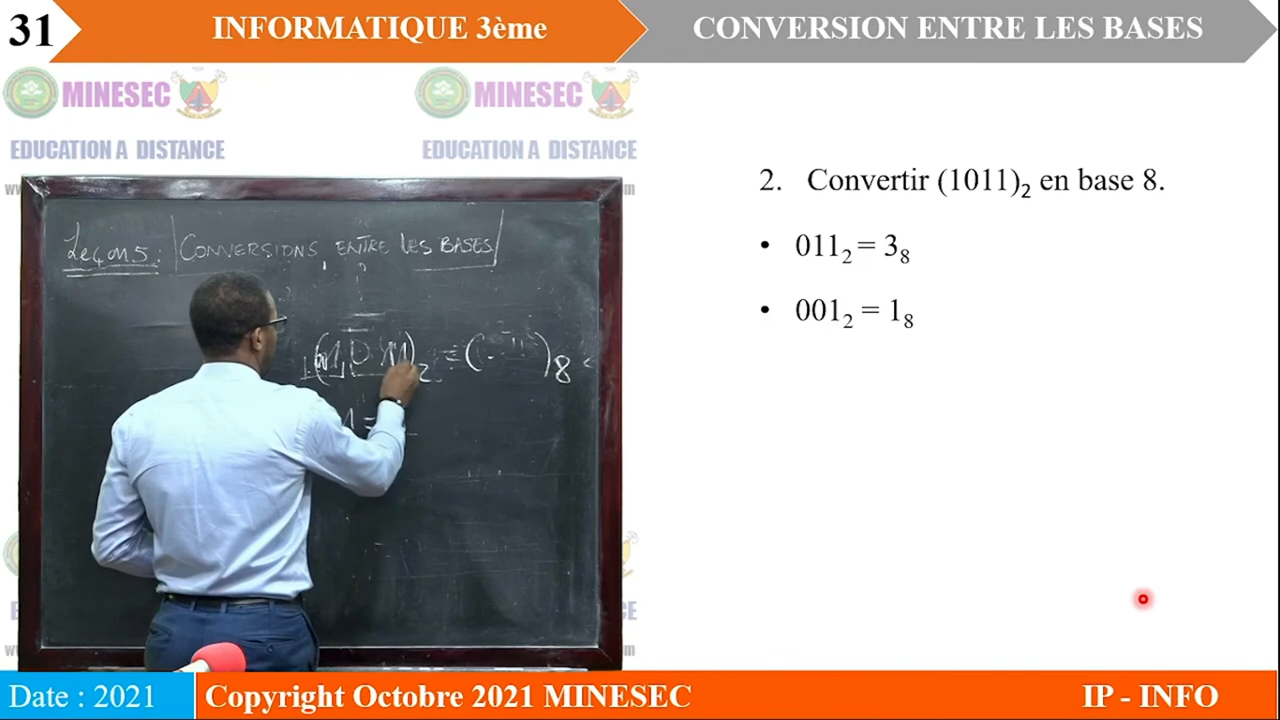 31
INFORMATIQUE 3ème
CONVERSION ENTRE LES BASES
MINESEC
MINESEC
EDUCATION A DISTANCE
EDUCATION A DISTANCE
Leçon 5: CONVERSIONS ENTRE LES BASES
2. Convertir (1011)₂ en base 8.
• 011₂ = 3₈
• 001₂ = 1₈
Date : 2021
Copyright Octobre 2021 MINESEC
IP - INFO